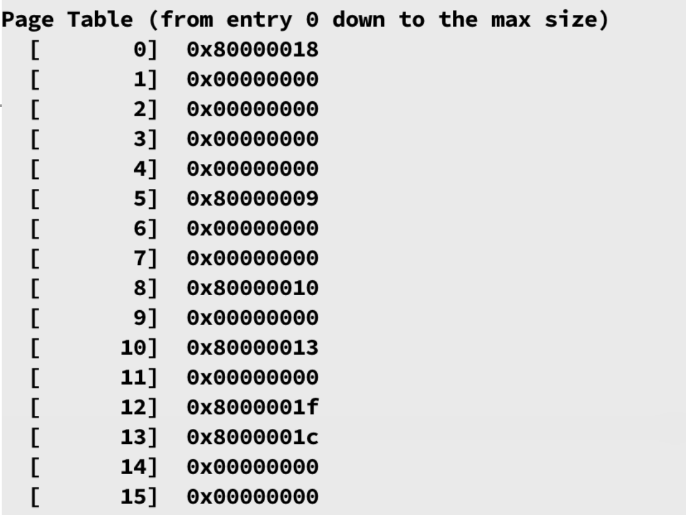 Page Table (from entry 0 down to the max size)
[ 0] 0x80000018
[ 1] 0x00000000
[ 2] 0x00000000
[ 3] 0x00000000
[ 4] 0x00000000
[ 5] 0x80000009
[ 6] 0x00000000
[ 7] 0x00000000
[ 8] 0x80000010
[ 9] 0x00000000
[ 10] 0x80000013
[ 11] 0x00000000
[ 12] 0x8000001f
[ 13] 0x8000001c
[ 14] 0x00000000
[ 15] 0x00000000